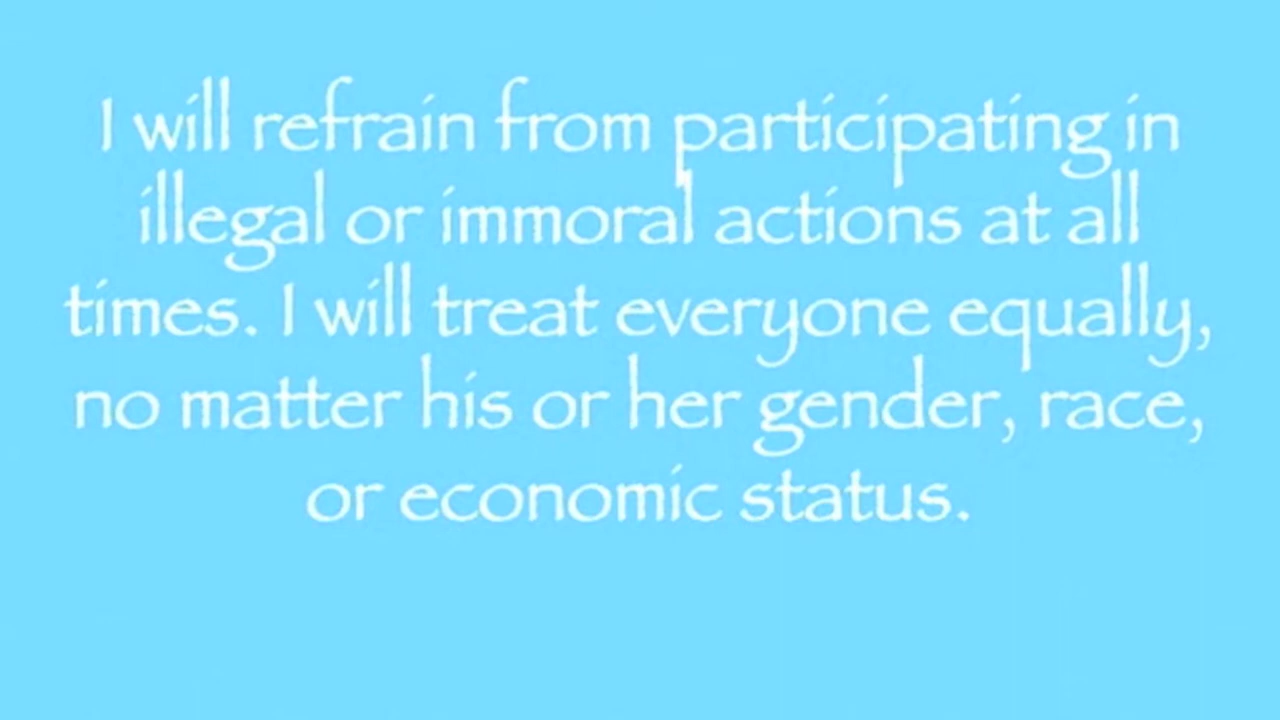 I will refrain from participating in
illegal or immoral actions at all
times. I will treat everyone equally,
no matter his or her gender, race,
or economic status.